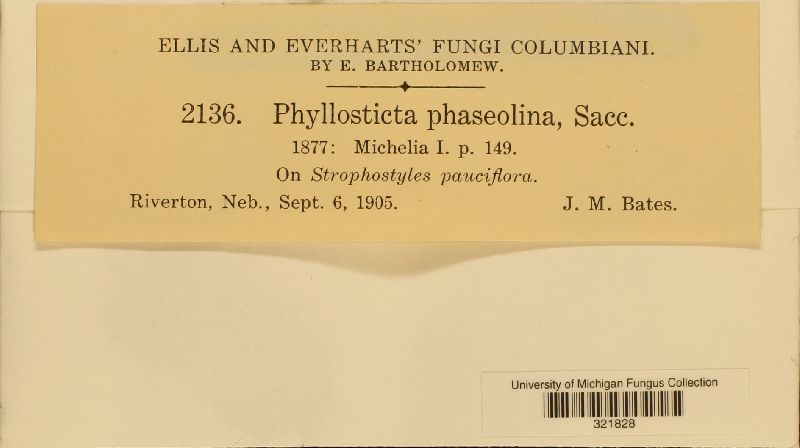 ELLIS AND EVERHARTS' FUNGI COLUMBIANI.
BY E. BARTHOLOMEW.
2136. Phyllosticta phaseolina, Sacc.
1877: Michelia I. p. 149.
On Strophostyles pauciflora.
Riverton, Neb., Sept. 6, 1905. J. M. Bates.
University of Michigan Fungus Collection
321828